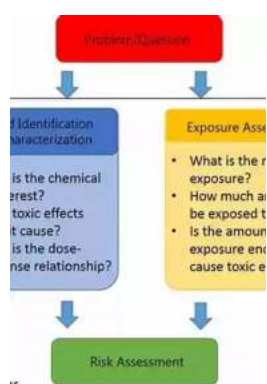 Problem/Question
d Identification
haracterization
is the chemical
erest?
toxic effects
t cause?
is the dose-
nse relationship?
Exposure Asse
• What is the r
exposure?
• How much ar
be exposed t
• Is the amoun
exposure eno
cause toxic e
Risk Assessment